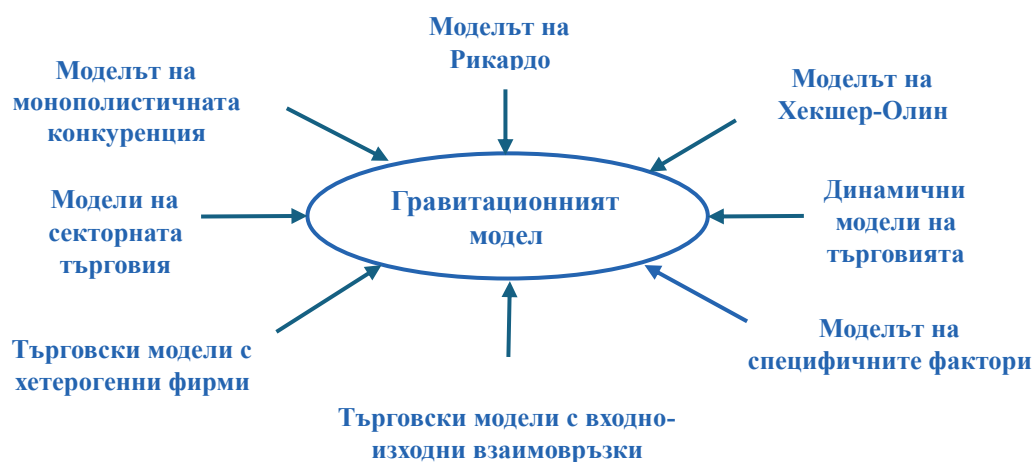 Моделът на
Рикардо
Моделът на
монополистичната
конкуренция
Моделът на
Хекшер-Олин
Модели на
секторната
търговия
Гравитационният
модел
Динамични
модели на
търговията
Търговски модели с
хетерогенни фирми
Моделът на
специфичните фактори
Търговски модели с входно-
изходни взаимовръзки